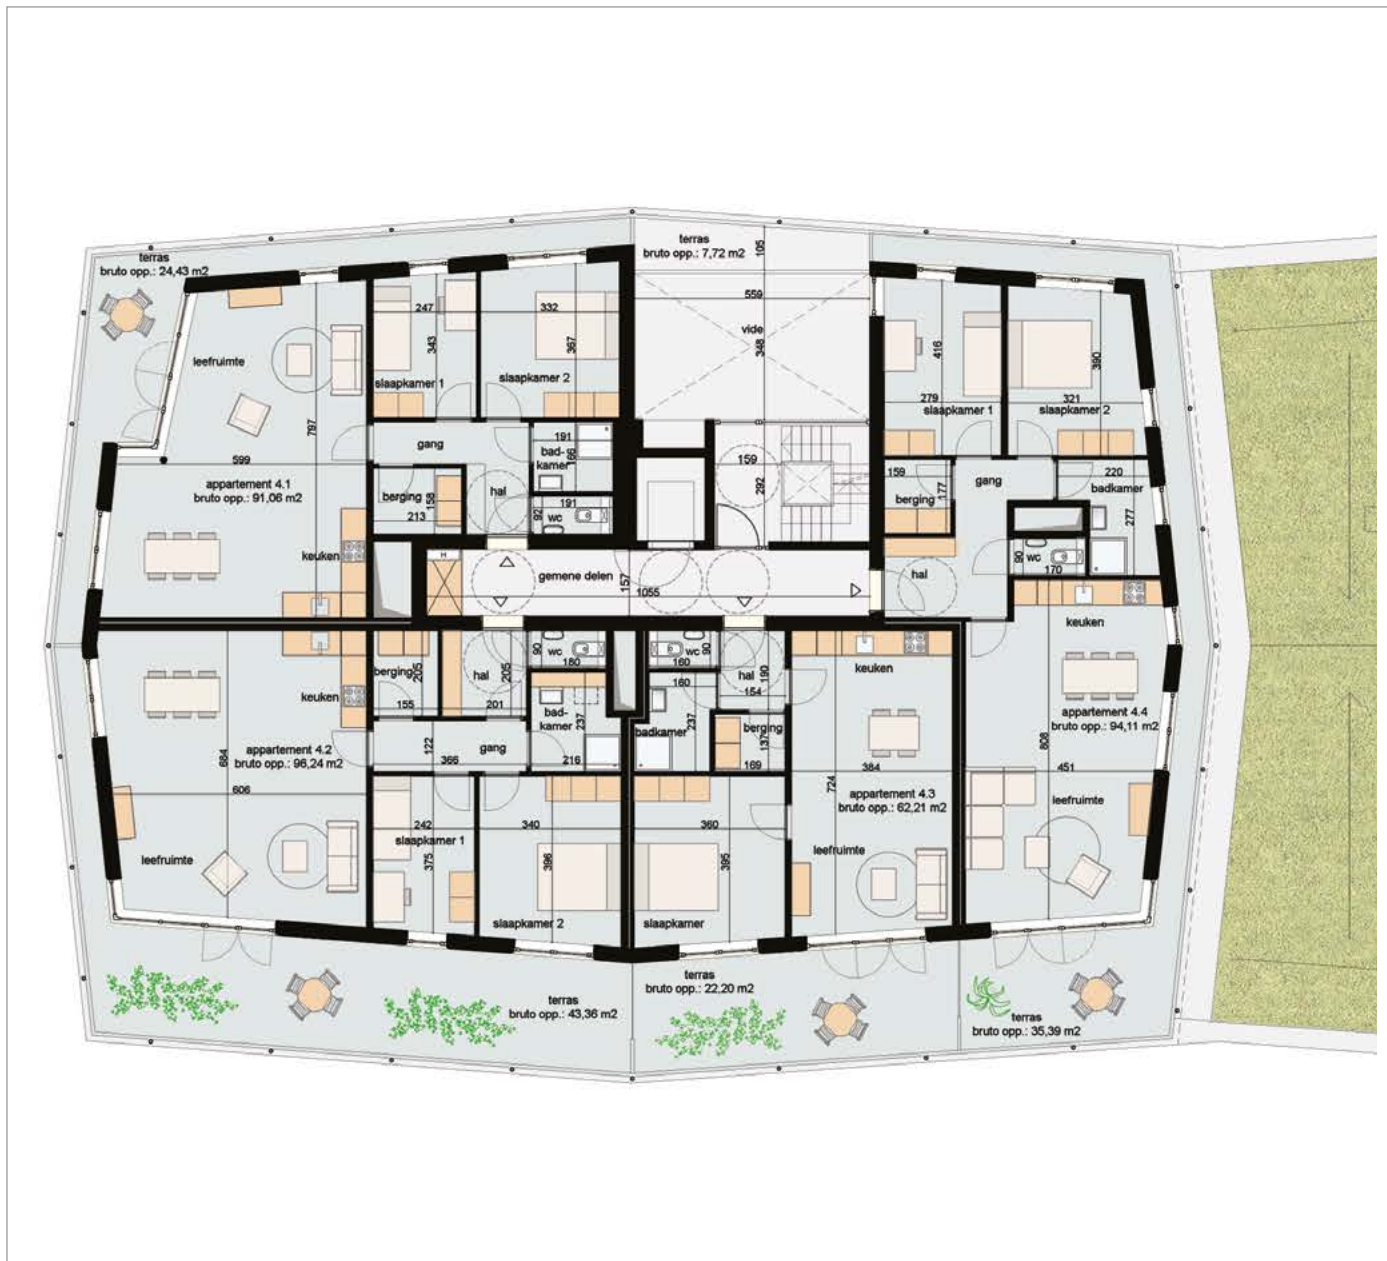 terras
bruto opp.: 24,43 m2
leefruimte
797
599
appartement 4.1
bruto opp.: 91,06 m2
keuken
247
343
slaapkamer 1
332
367
slaapkamer 2
gang
191
166
bad-
kamer
berging
158
213
hal
191
92
wc
terras
bruto opp.: 7,72 m2
105
559
vide
348
159
292
H
gemene delen
157
1055
416
279
slaapkamer 1
390
321
slaapkamer 2
159
177
berging
gang
220
badkamer
277
90
wc
170
hal
keuken
appartement 4.4
bruto opp.: 94,11 m2
808
451
leefruimte
terras
bruto opp.: 35,39 m2
keuken
appartement 4.2
bruto opp.: 96,24 m2
684
606
leefruimte
berging
205
155
hal
205
201
90
wc
180
bad-
kamer
237
216
122
366
gang
242
slaapkamer 1
375
340
396
slaapkamer 2
terras
bruto opp.: 43,36 m2
wc
90
160
hal
190
154
160
237
badkamer
berging
137
169
keuken
384
724
appartement 4.3
bruto opp.: 62,21 m2
leefruimte
360
395
slaapkamer
terras
bruto opp.: 22,20 m2